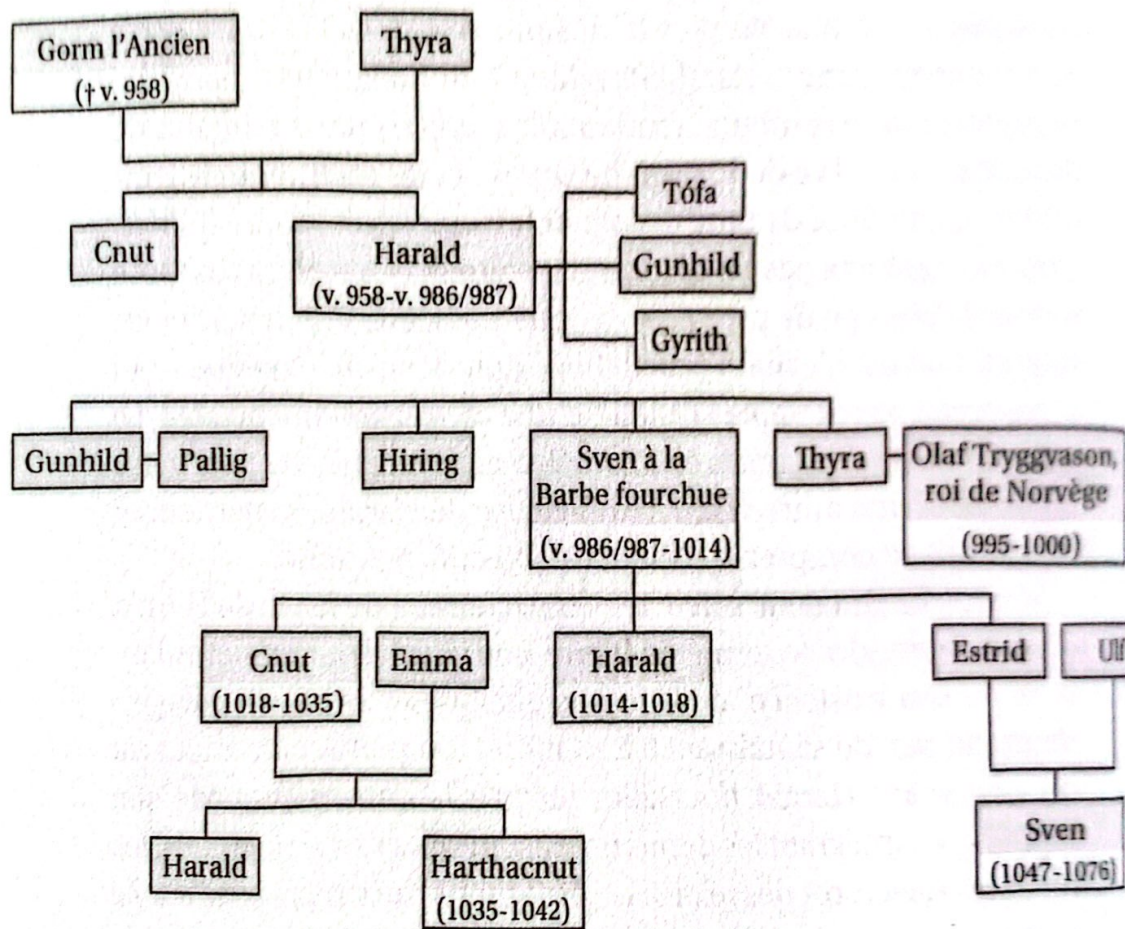 Gorm l'Ancien
(† v. 958)
Thyra
Cnut
Harald
(v. 958-v. 986/987)
Tófa
Gunhild
Gyrith
Gunhild
Pallig
Hiring
Sven à la
Barbe fourchue
(v. 986/987-1014)
Thyra
Olaf Tryggvason,
roi de Norvège
(995-1000)
Cnut
(1018-1035)
Emma
Harald
(1014-1018)
Estrid
Ulf
Harald
Harthacnut
(1035-1042)
Sven
(1047-1076)